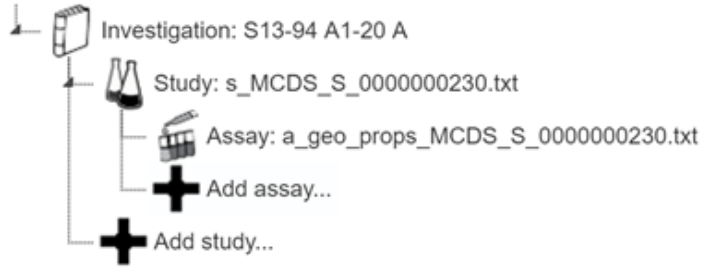 Investigation: S13-94 A1-20 A
Study: s_MCDS_S_0000000230.txt
Assay: a_geo_props_MCDS_S_0000000230.txt
Add assay...
Add study...